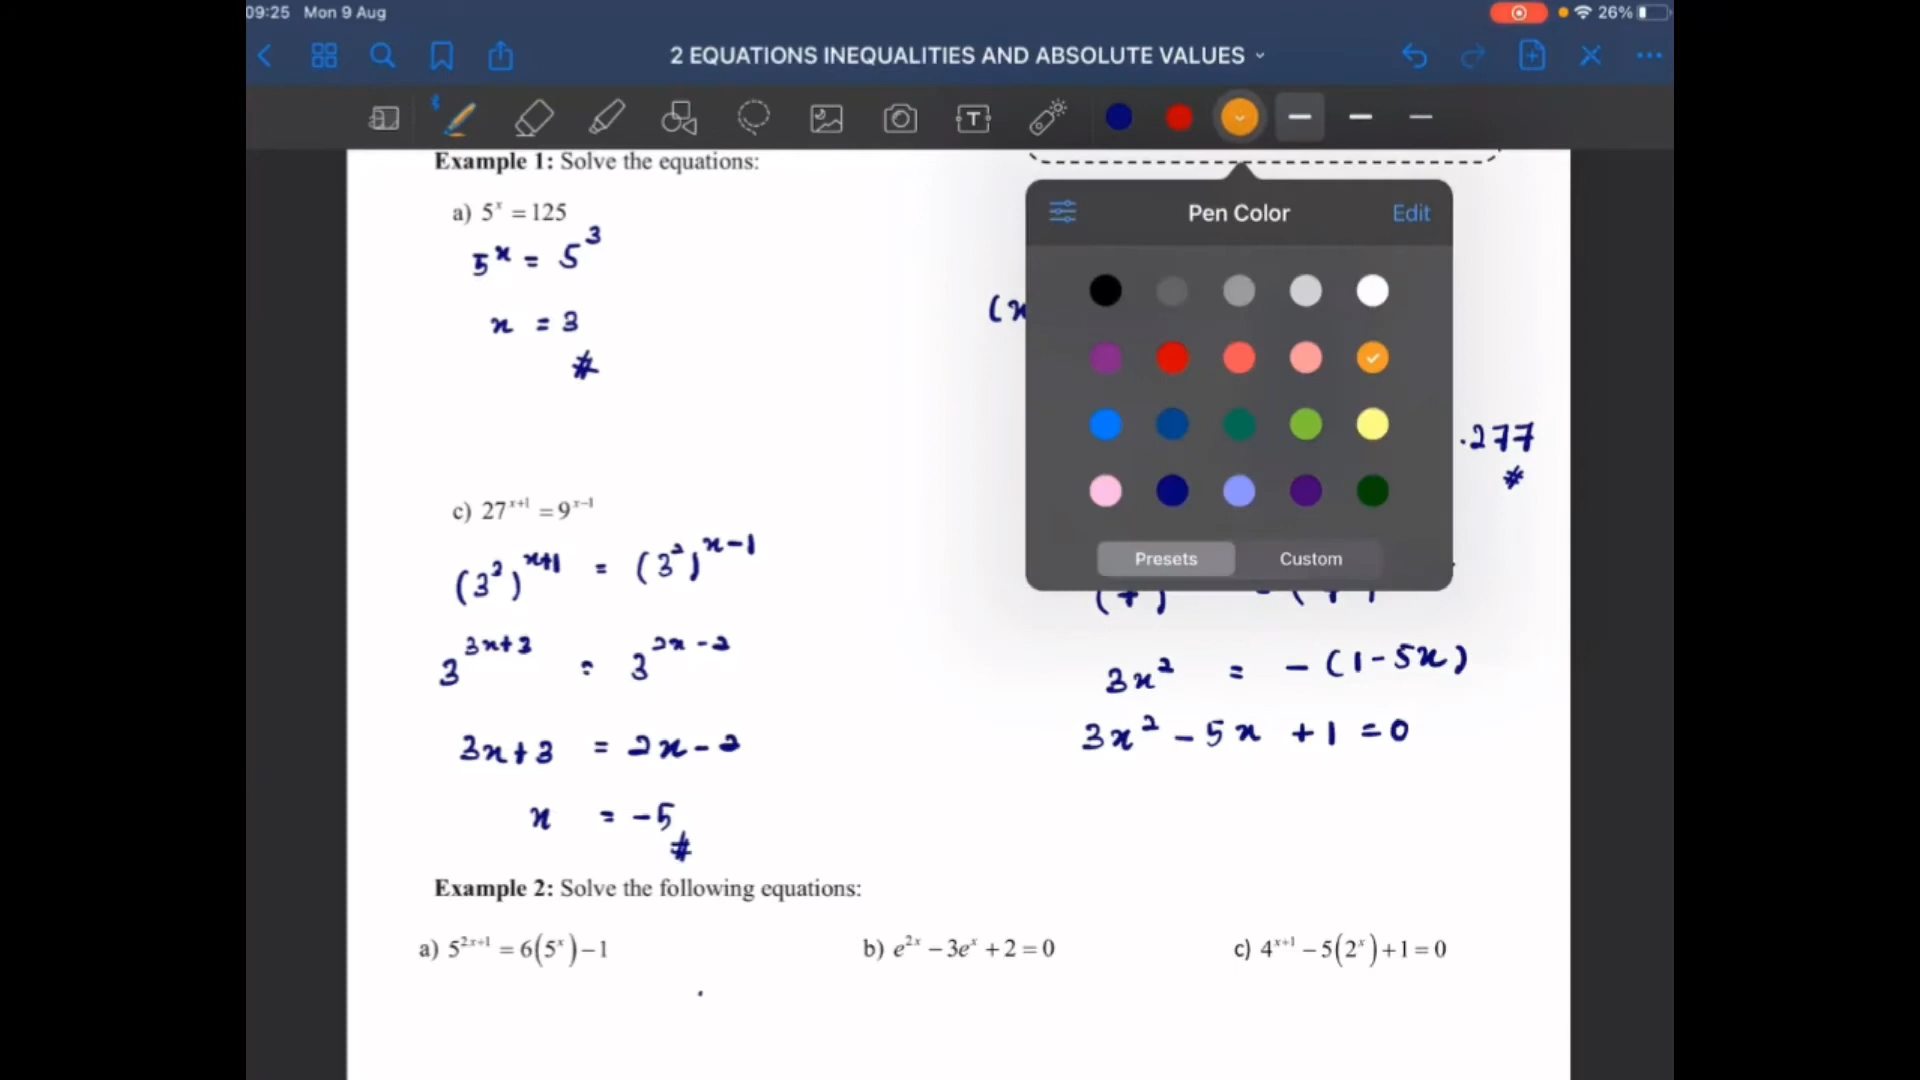 09:25 Mon 9 Aug
26%
2 EQUATIONS INEQUALITIES AND ABSOLUTE VALUES
T
Example 1: Solve the equations:
a) 5ˣ = 125
5ˣ = 5³
x = 3
#
Pen Color
Edit
Presets
Custom
(x
.277
#
c) 27ˣ⁺¹ = 9ˣ⁻¹
(3³)ˣ⁺¹ = (3²)ˣ⁻¹
3³ˣ⁺³ = 3²ˣ⁻²
3x+3 = 2x-2
x = -5
#
3x² = -(1-5x)
3x² - 5x + 1 = 0
Example 2: Solve the following equations:
a) 5²ˣ⁺¹ = 6(5ˣ) - 1
b) e²ˣ - 3eˣ + 2 = 0
c) 4ˣ⁺¹ - 5(2ˣ) + 1 = 0